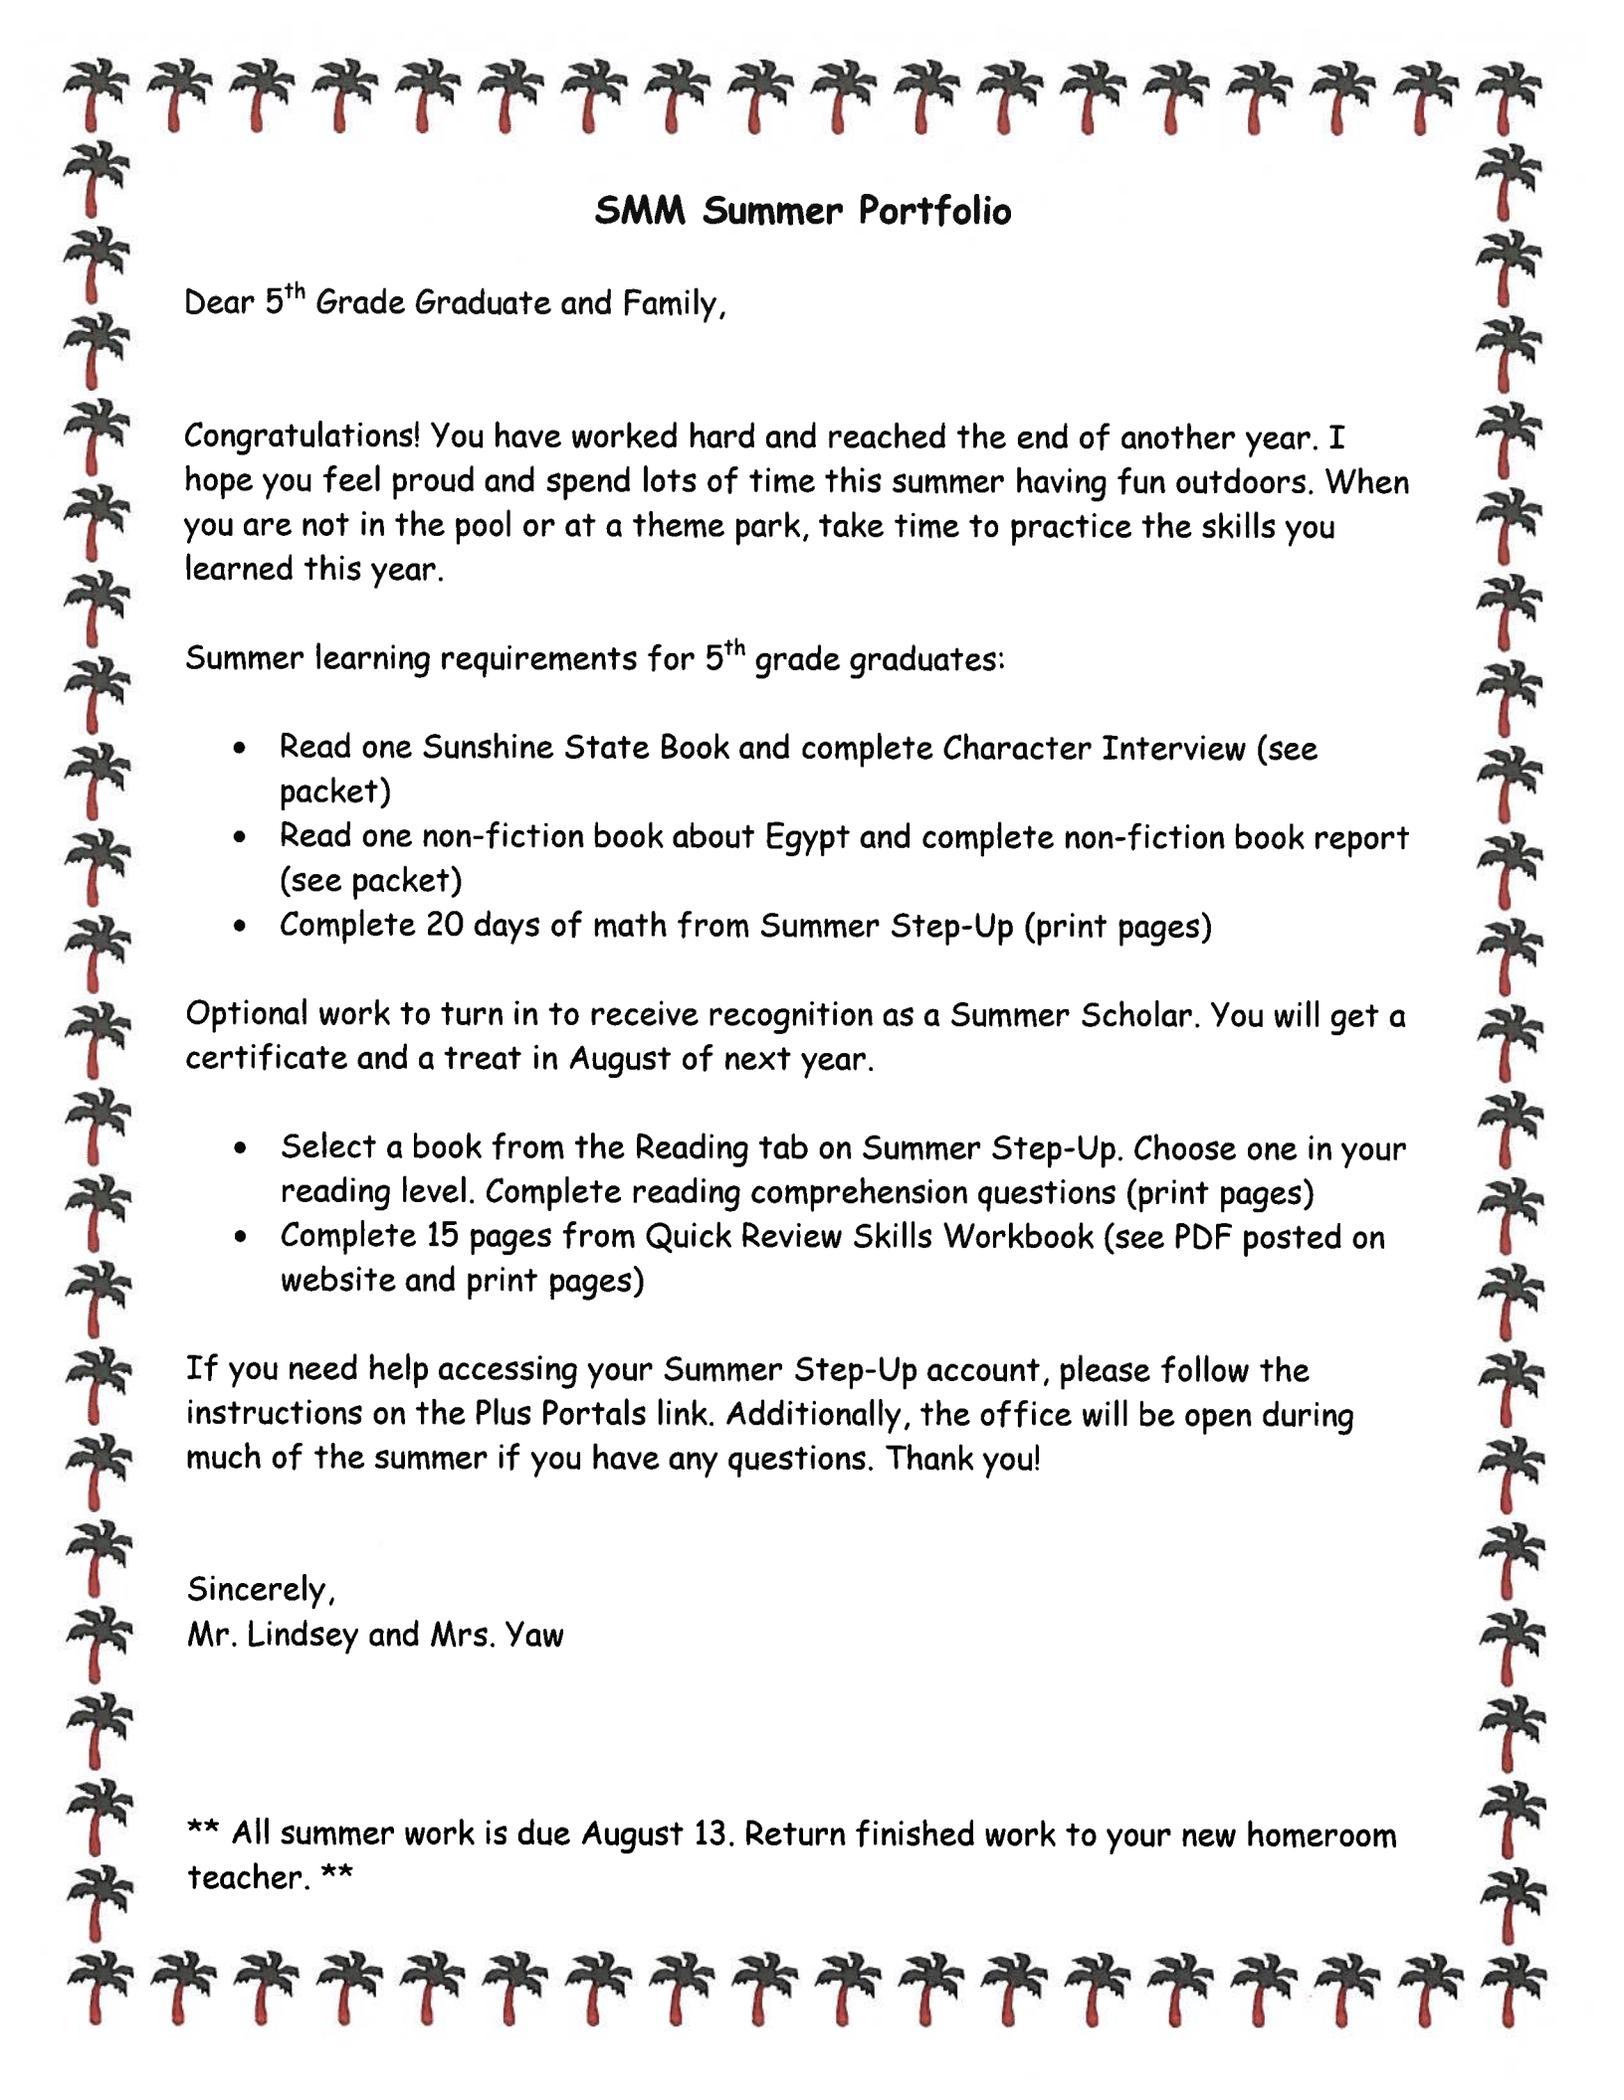 SMM Summer Portfolio
Dear 5th Grade Graduate and Family,
Congratulations! You have worked hard and reached the end of another year. I
hope you feel proud and spend lots of time this summer having fun outdoors. When
you are not in the pool or at a theme park, take time to practice the skills you
learned this year.
Summer learning requirements for 5th grade graduates:
• Read one Sunshine State Book and complete Character Interview (see
packet)
• Read one non-fiction book about Egypt and complete non-fiction book report
(see packet)
• Complete 20 days of math from Summer Step-Up (print pages)
Optional work to turn in to receive recognition as a Summer Scholar. You will get a
certificate and a treat in August of next year.
• Select a book from the Reading tab on Summer Step-Up. Choose one in your
reading level. Complete reading comprehension questions (print pages)
• Complete 15 pages from Quick Review Skills Workbook (see PDF posted on
website and print pages)
If you need help accessing your Summer Step-Up account, please follow the
instructions on the Plus Portals link. Additionally, the office will be open during
much of the summer if you have any questions. Thank you!
Sincerely,
Mr. Lindsey and Mrs. Yaw
** All summer work is due August 13. Return finished work to your new homeroom
teacher. **